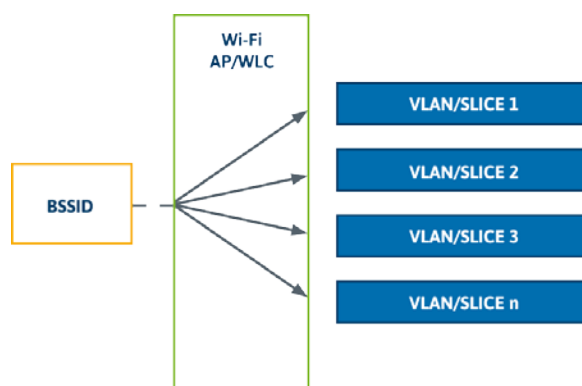 Wi-Fi
AP/WLC
VLAN/SLICE 1
VLAN/SLICE 2
BSSID
VLAN/SLICE 3
VLAN/SLICE n